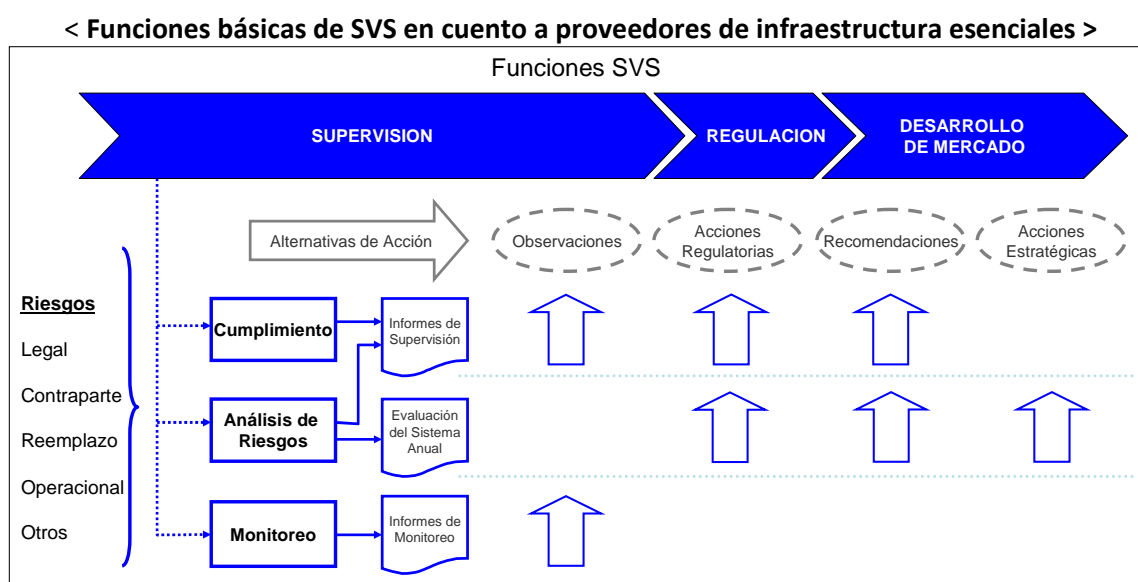 < Funciones básicas de SVS en cuento a proveedores de infraestructura esenciales >
Funciones SVS
SUPERVISION
REGULACION
DESARROLLO
DE MERCADO
Alternativas de Acción
Observaciones
Acciones
Regulatorias
Recomendaciones
Acciones
Estratégicas
Riesgos
Legal
Contraparte
Reemplazo
Operacional
Otros
Cumplimiento
Informes de
Supervisión
Análisis de
Riesgos
Evaluación
del Sistema
Anual
Monitoreo
Informes de
Monitoreo